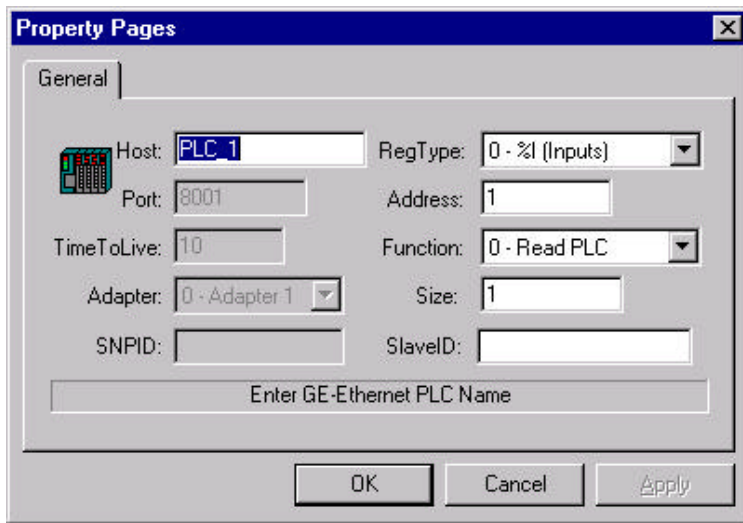 Property Pages
General
Host: PLC_1
RegType: 0 - %I (Inputs)
Port: 8001
Address: 1
TimeToLive: 10
Function: 0 - Read PLC
Adapter: 0 - Adapter 1
Size: 1
SNPID:
SlaveID:
Enter GE-Ethernet PLC Name
OK
Cancel
Apply